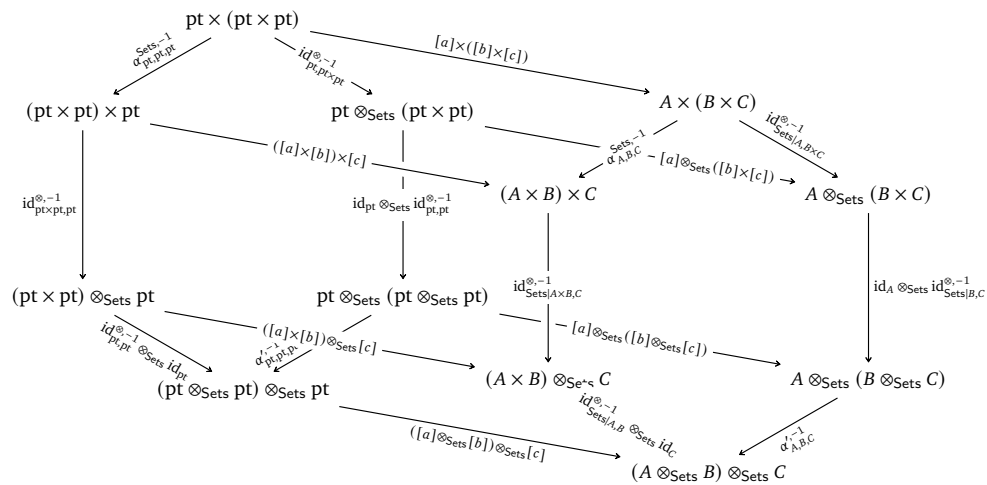 pt × (pt × pt)
α^{Sets,−1}_{pt,pt,pt}
id^{⊗,−1}_{pt,pt×pt}
[a]×([b]×[c])
(pt × pt) × pt
pt ⊗_{Sets} (pt × pt)
A × (B × C)
([a]×[b])×[c]
α^{Sets,−1}_{A,B,C}
[a]⊗_{Sets}([b]×[c])
id^{⊗,−1}_{Sets|A,B×C}
id^{⊗,−1}_{pt×pt,pt}
id_{pt} ⊗_{Sets} id^{⊗,−1}_{pt,pt}
(A × B) × C
A ⊗_{Sets} (B × C)
id^{⊗,−1}_{Sets|A×B,C}
id_A ⊗_{Sets} id^{⊗,−1}_{Sets|B,C}
(pt × pt) ⊗_{Sets} pt
pt ⊗_{Sets} (pt ⊗_{Sets} pt)
id^{⊗,−1}_{pt,pt} ⊗_{Sets} id_{pt}
α'^{,−1}_{pt,pt,pt}
([a]×[b])⊗_{Sets}[c]
[a]⊗_{Sets}([b]⊗_{Sets}[c])
(pt ⊗_{Sets} pt) ⊗_{Sets} pt
(A × B) ⊗_{Sets} C
A ⊗_{Sets} (B ⊗_{Sets} C)
id^{⊗,−1}_{Sets|A,B} ⊗_{Sets} id_C
([a]⊗_{Sets}[b])⊗_{Sets}[c]
α'^{,−1}_{A,B,C}
(A ⊗_{Sets} B) ⊗_{Sets} C